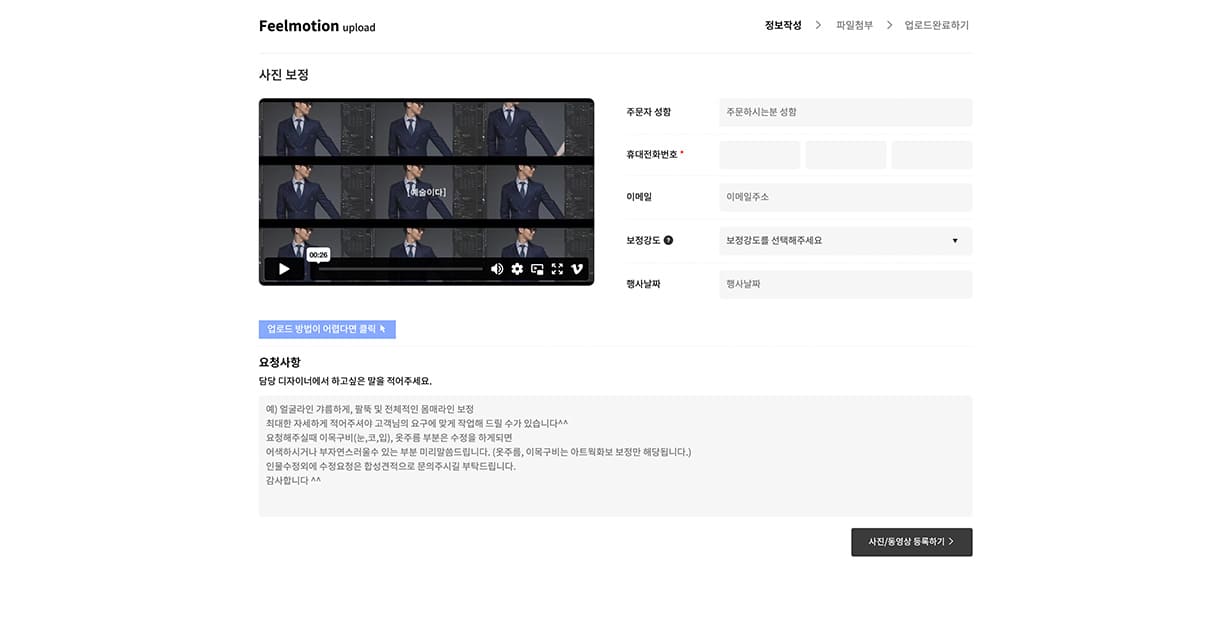 Feelmotion upload
정보작성 > 파일첨부 > 업로드완료하기
사진 보정
[예술이다]
00:26
주문자 성함
주문하시는분 성함
휴대전화번호 *
이메일
이메일주소
보정강도 ?
보정강도를 선택해주세요 ▼
행사날짜
행사날짜
업로드 방법이 어렵다면 클릭
요청사항
담당 디자이너에서 하고싶은 말을 적어주세요.
예) 얼굴라인 갸름하게, 팔뚝 및 전체적인 몸매라인 보정
최대한 자세하게 적어주셔야 고객님의 요구에 맞게 작업해 드릴 수가 있습니다^^
요청해주실때 이목구비(눈,코,입), 옷주름 부분은 수정을 하게되면
어색하시거나 부자연스러울수 있는 부분 미리말씀드립니다. (옷주름, 이목구비는 아트웍화보 보정만 해당됩니다.)
인물수정외에 수정요청은 합성견적으로 문의주시길 부탁드립니다.
감사합니다 ^^
사진/동영상 등록하기 >